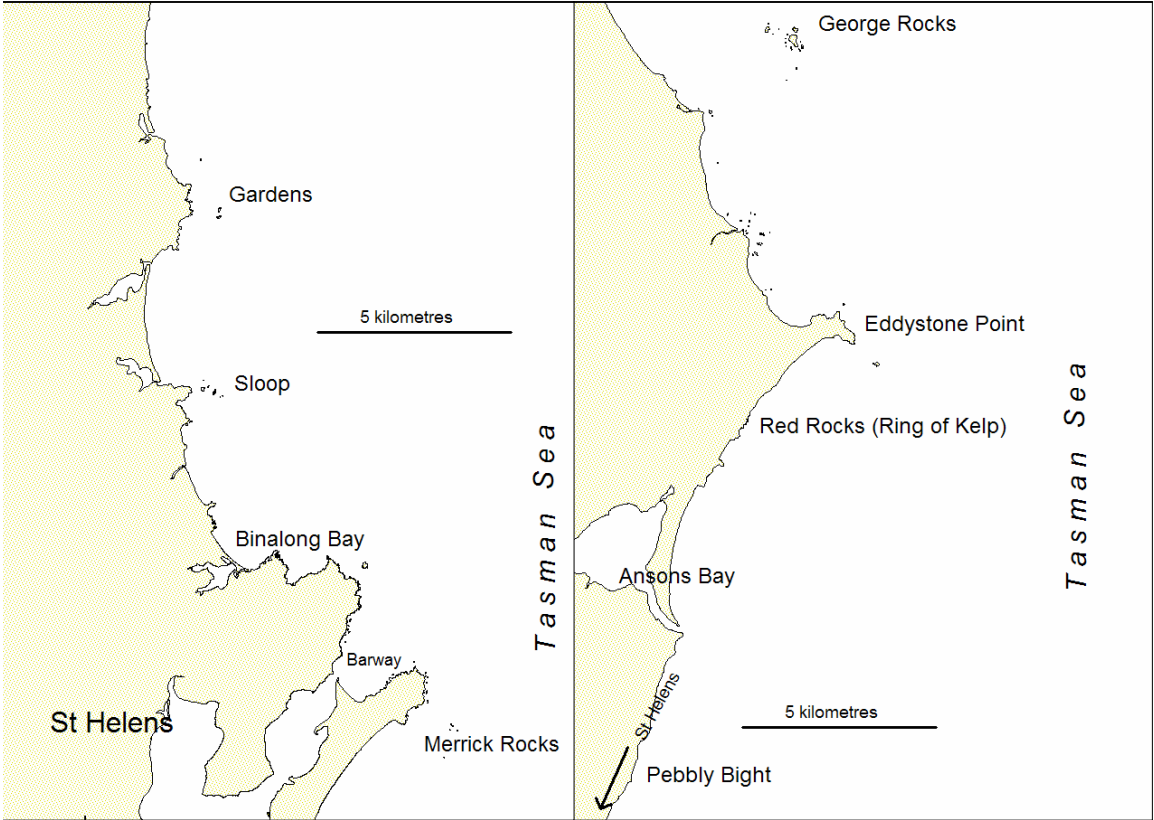 Gardens
5 kilometres
Sloop
Tasman Sea
Binalong Bay
Barway
St Helens
Merrick Rocks
George Rocks
Eddystone Point
Red Rocks (Ring of Kelp)
Tasman Sea
Ansons Bay
St Helens
5 kilometres
Pebbly Bight